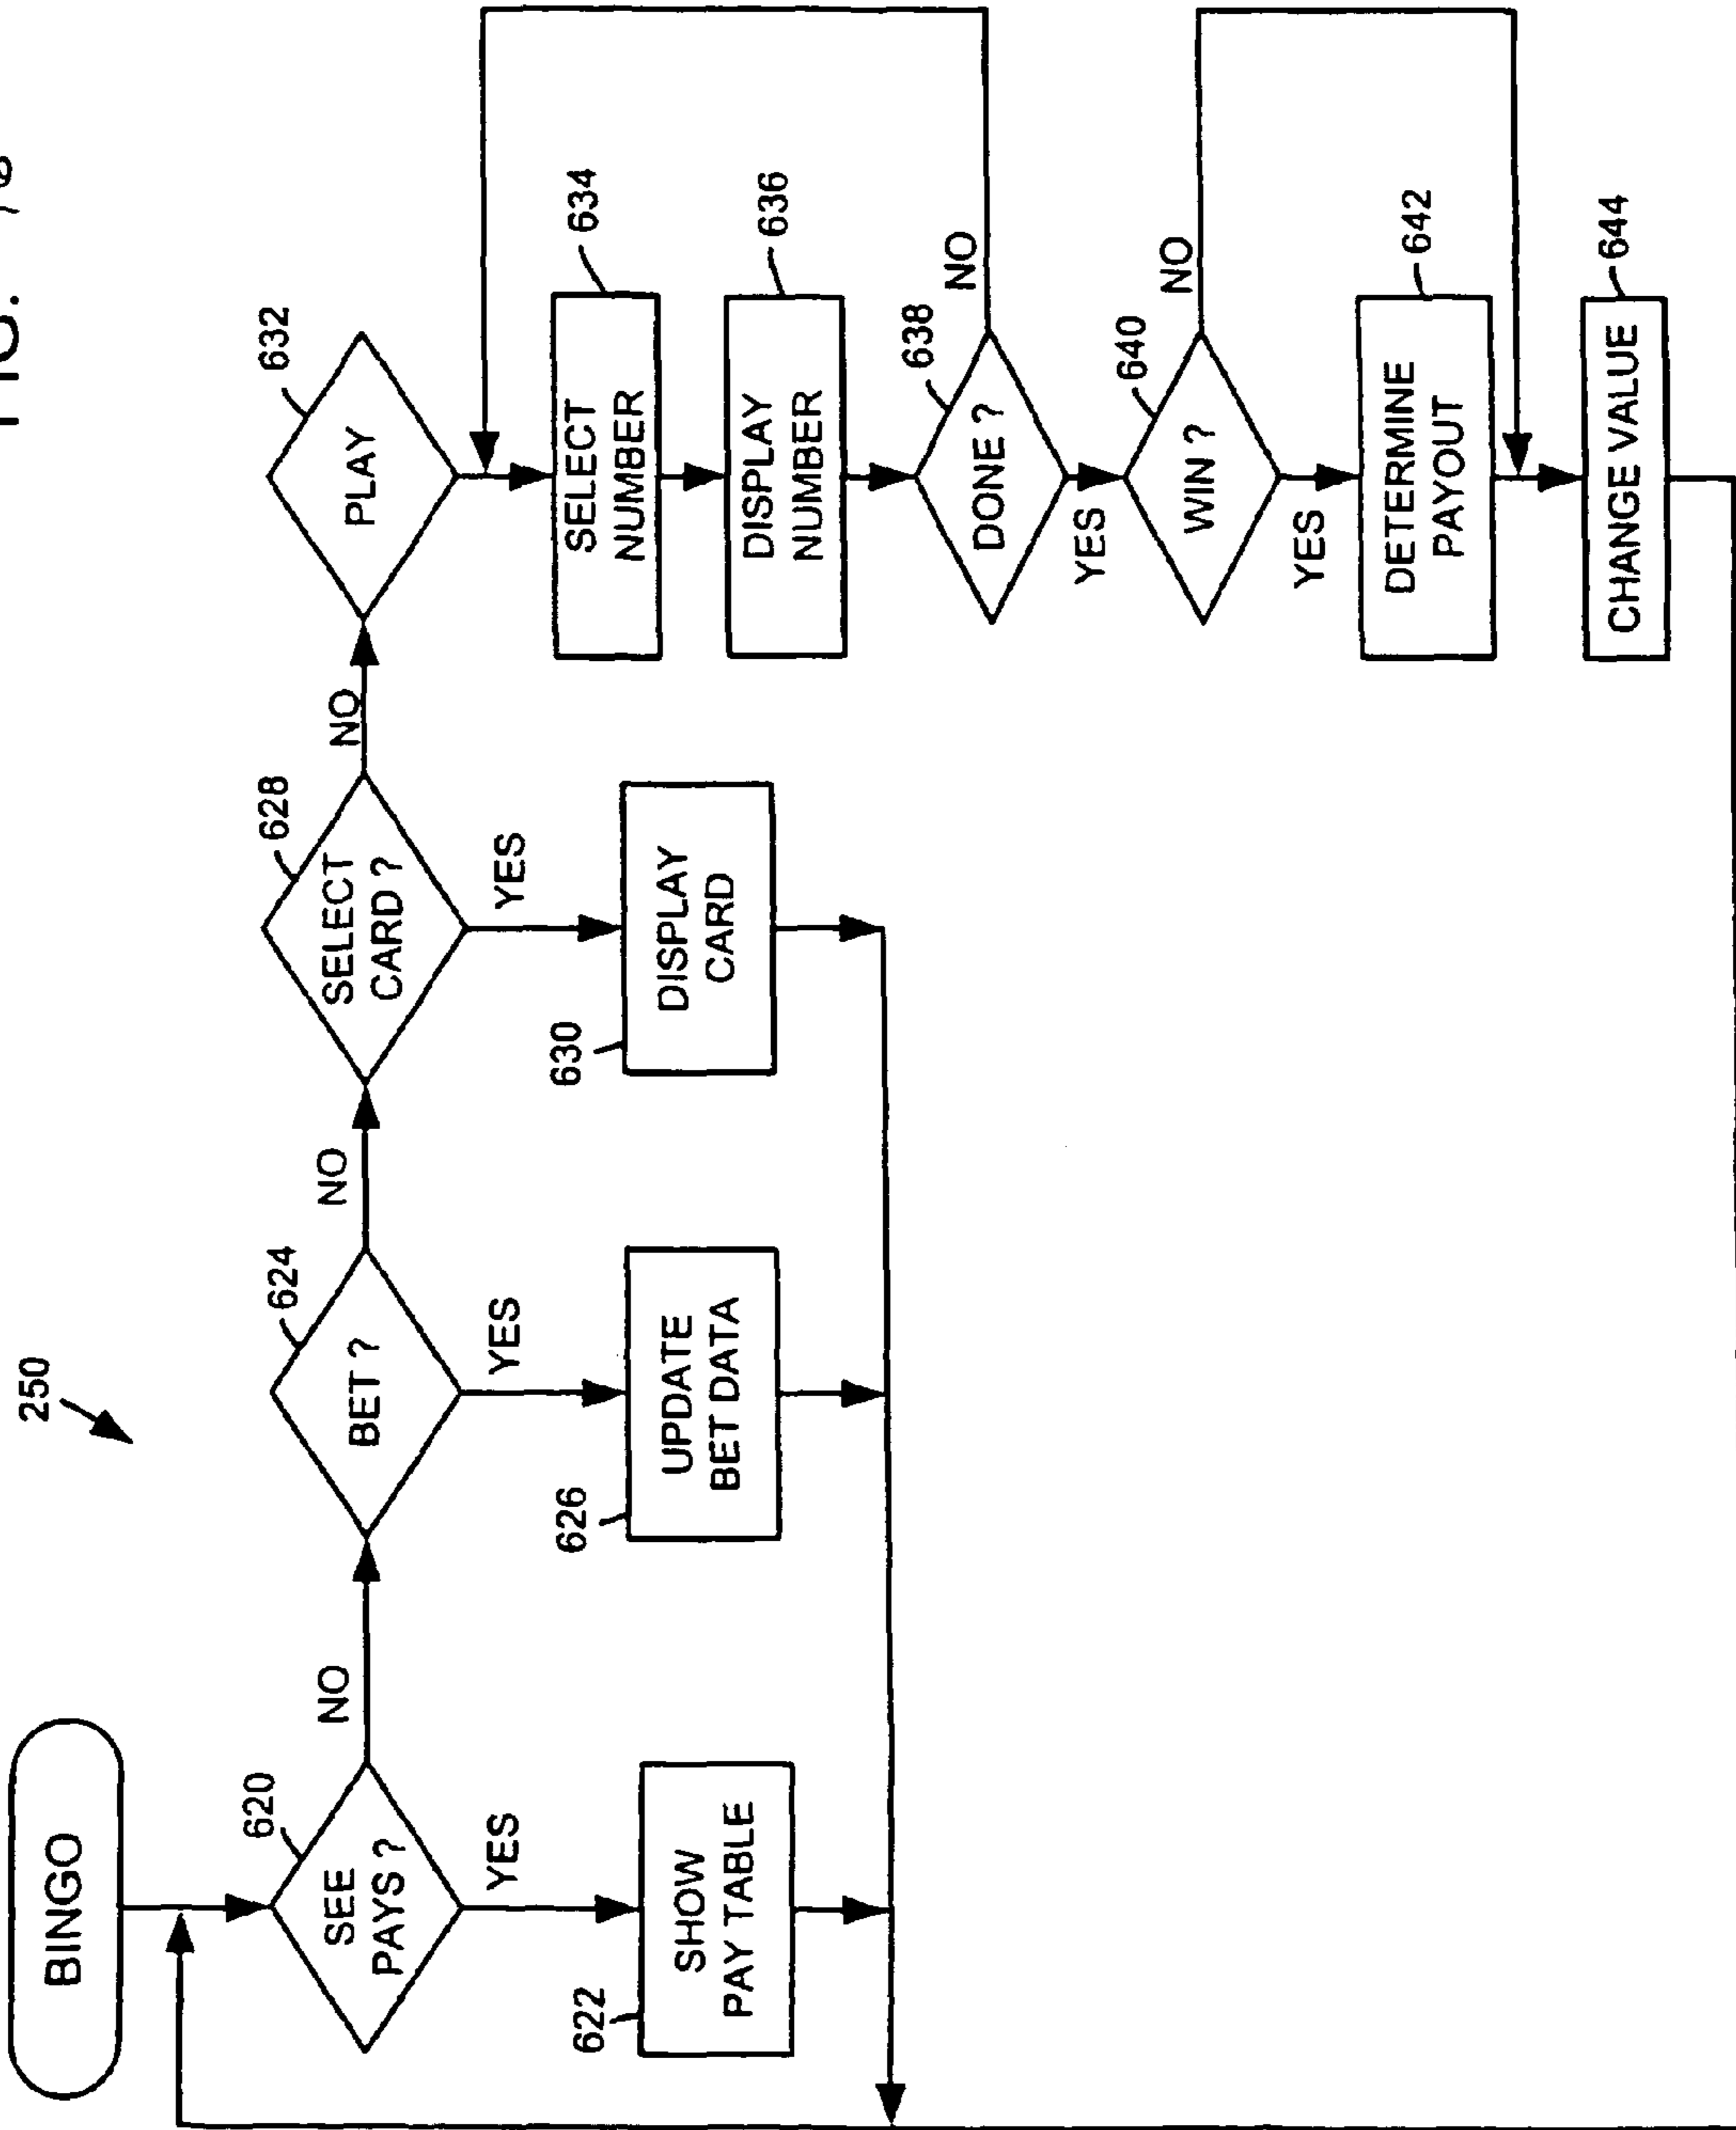 FIG.
250
BINGO
620
SEE
PAYS ?
NO
YES
622
SHOW
PAY TABLE
624
BET ?
NO
YES
626
UPDATE
BET DATA
628
SELECT
CARD ?
NO
YES
630
DISPLAY
CARD
632
PLAY
634
SELECT
NUMBER
636
DISPLAY
NUMBER
638
DONE ?
NO
YES
640
WIN ?
NO
YES
642
DETERMINE
PAYOUT
644
CHANGE VALUE